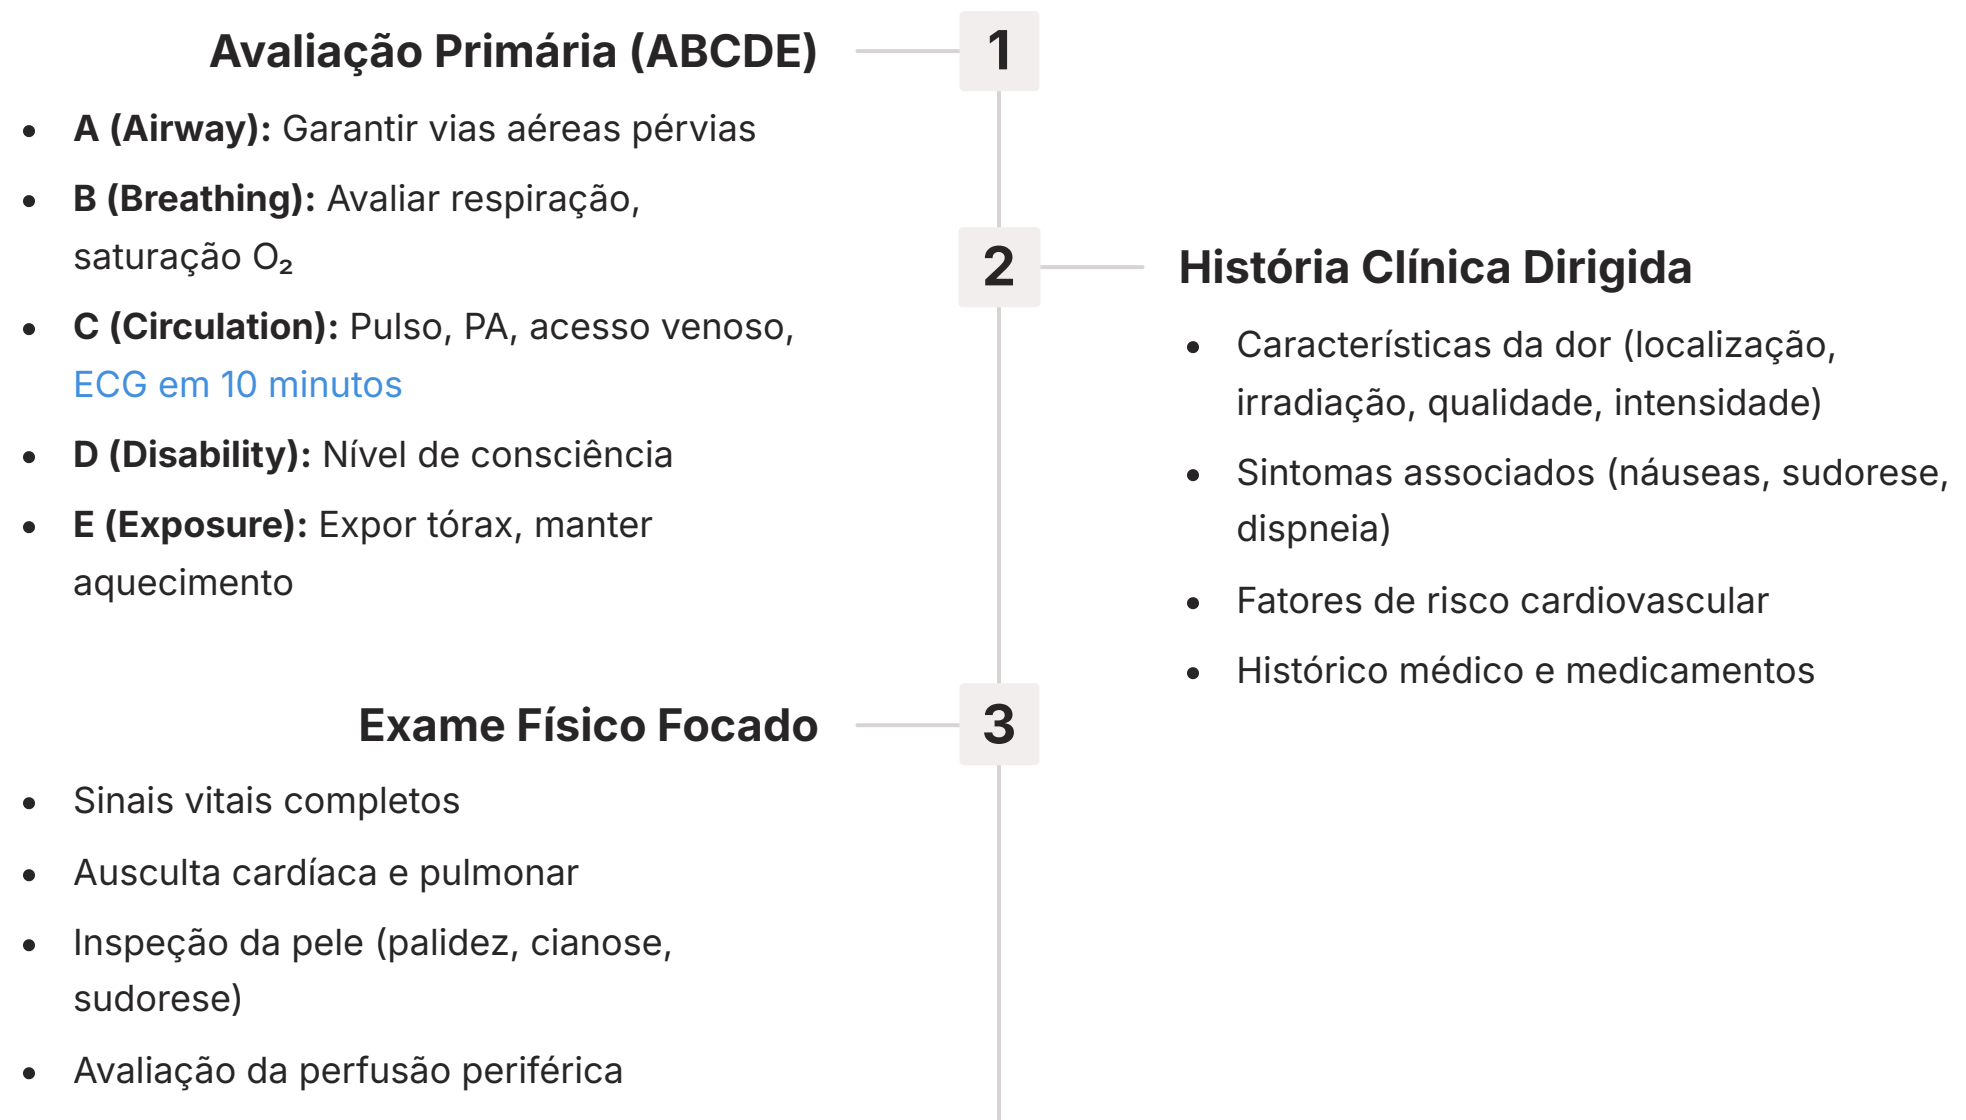 Avaliação Primária (ABCDE)
1
• A (Airway): Garantir vias aéreas pérvias
• B (Breathing): Avaliar respiração,
saturação O₂
• C (Circulation): Pulso, PA, acesso venoso,
ECG em 10 minutos
• D (Disability): Nível de consciência
• E (Exposure): Expor tórax, manter
aquecimento
2
História Clínica Dirigida
• Características da dor (localização,
irradiação, qualidade, intensidade)
• Sintomas associados (náuseas, sudorese,
dispneia)
• Fatores de risco cardiovascular
• Histórico médico e medicamentos
Exame Físico Focado
3
• Sinais vitais completos
• Ausculta cardíaca e pulmonar
• Inspeção da pele (palidez, cianose,
sudorese)
• Avaliação da perfusão periférica